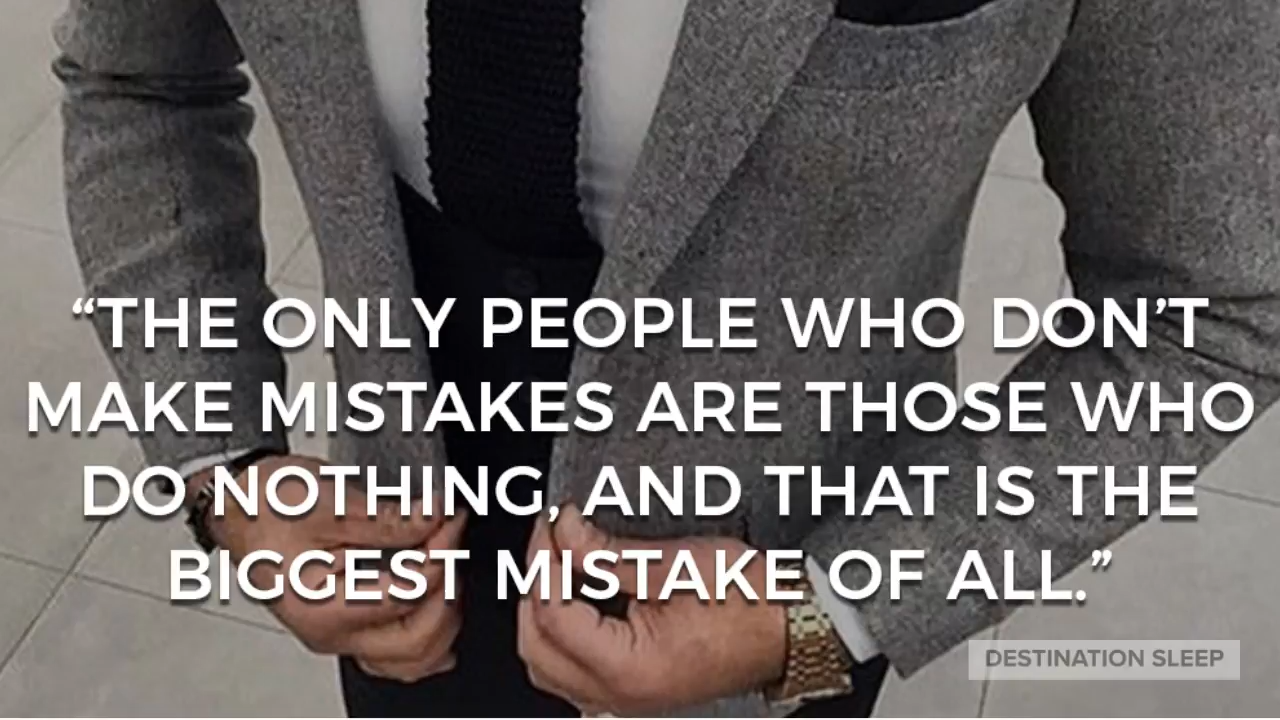 “THE ONLY PEOPLE WHO DON’T
MAKE MISTAKES ARE THOSE WHO
DO NOTHING, AND THAT IS THE
BIGGEST MISTAKE OF ALL.”
DESTINATION SLEEP